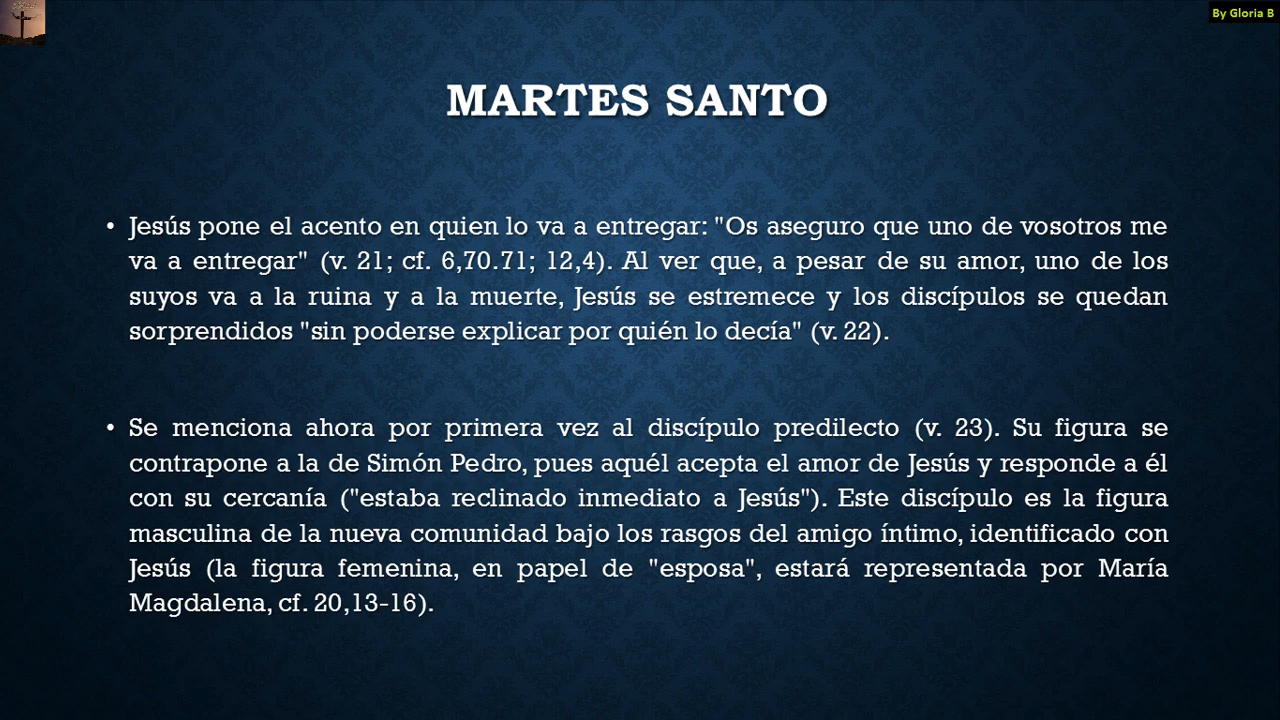 By Gloria B
MARTES SANTO
• Jesús pone el acento en quien lo va a entregar: "Os aseguro que uno de vosotros me
va a entregar" (v. 21; cf. 6,70.71; 12,4). Al ver que, a pesar de su amor, uno de los
suyos va a la ruina y a la muerte, Jesús se estremece y los discípulos se quedan
sorprendidos "sin poderse explicar por quién lo decía" (v. 22).
• Se menciona ahora por primera vez al discípulo predilecto (v. 23). Su figura se
contrapone a la de Simón Pedro, pues aquél acepta el amor de Jesús y responde a él
con su cercanía ("estaba reclinado inmediato a Jesús"). Este discípulo es la figura
masculina de la nueva comunidad bajo los rasgos del amigo íntimo, identificado con
Jesús (la figura femenina, en papel de "esposa", estará representada por María
Magdalena, cf. 20,13-16).